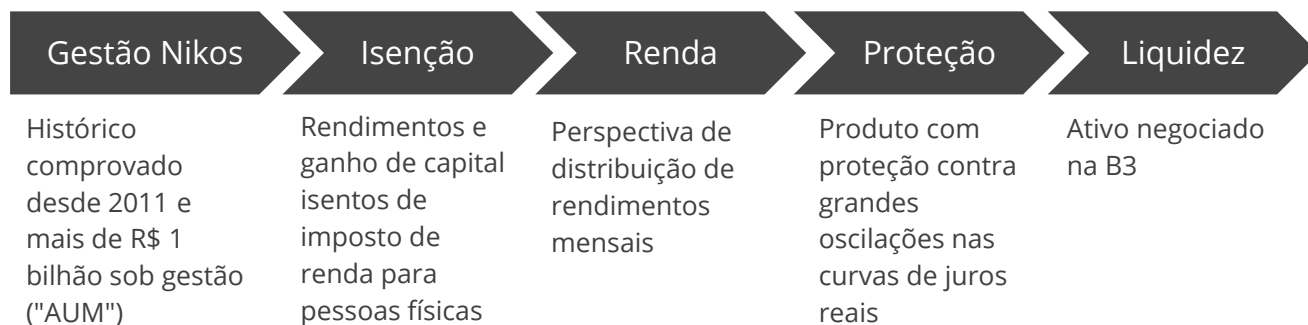 Gestão Nikos
Histórico
comprovado
desde 2011 e
mais de R$ 1
bilhão sob gestão
("AUM")
Isenção
Rendimentos e
ganho de capital
isentos de
imposto de
renda para
pessoas físicas
Renda
Perspectiva de
distribuição de
rendimentos
mensais
Proteção
Produto com
proteção contra
grandes
oscilações nas
curvas de juros
reais
Liquidez
Ativo negociado
na B3